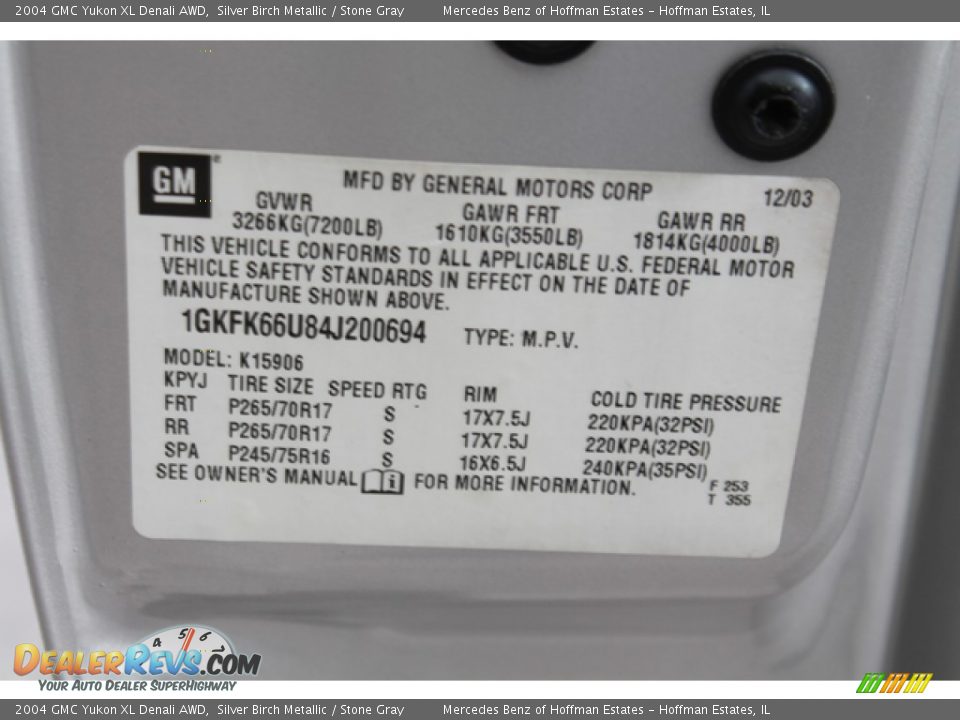 2004 GMC Yukon XL Denali AWD, Silver Birch Metallic / Stone Gray Mercedes Benz of Hoffman Estates - Hoffman Estates, IL
GM®
MFD BY GENERAL MOTORS CORP 12/03
GVWR GAWR FRT GAWR RR
3266KG(7200LB) 1610KG(3550LB) 1814KG(4000LB)
THIS VEHICLE CONFORMS TO ALL APPLICABLE U.S. FEDERAL MOTOR
VEHICLE SAFETY STANDARDS IN EFFECT ON THE DATE OF
MANUFACTURE SHOWN ABOVE.
1GKFK66U84J200694 TYPE: M.P.V.
MODEL: K15906
KPYJ TIRE SIZE SPEED RTG RIM COLD TIRE PRESSURE
FRT P265/70R17 S 17X7.5J 220KPA(32PSI)
RR P265/70R17 S 17X7.5J 220KPA(32PSI)
SPA P245/75R16 S 16X6.5J 240KPA(35PSI)
SEE OWNER'S MANUAL i FOR MORE INFORMATION.
F 253
T 355
4 5 6 7
DEALERREVS.COM
YOUR AUTO DEALER SUPERHIGHWAY
2004 GMC Yukon XL Denali AWD, Silver Birch Metallic / Stone Gray Mercedes Benz of Hoffman Estates - Hoffman Estates, IL